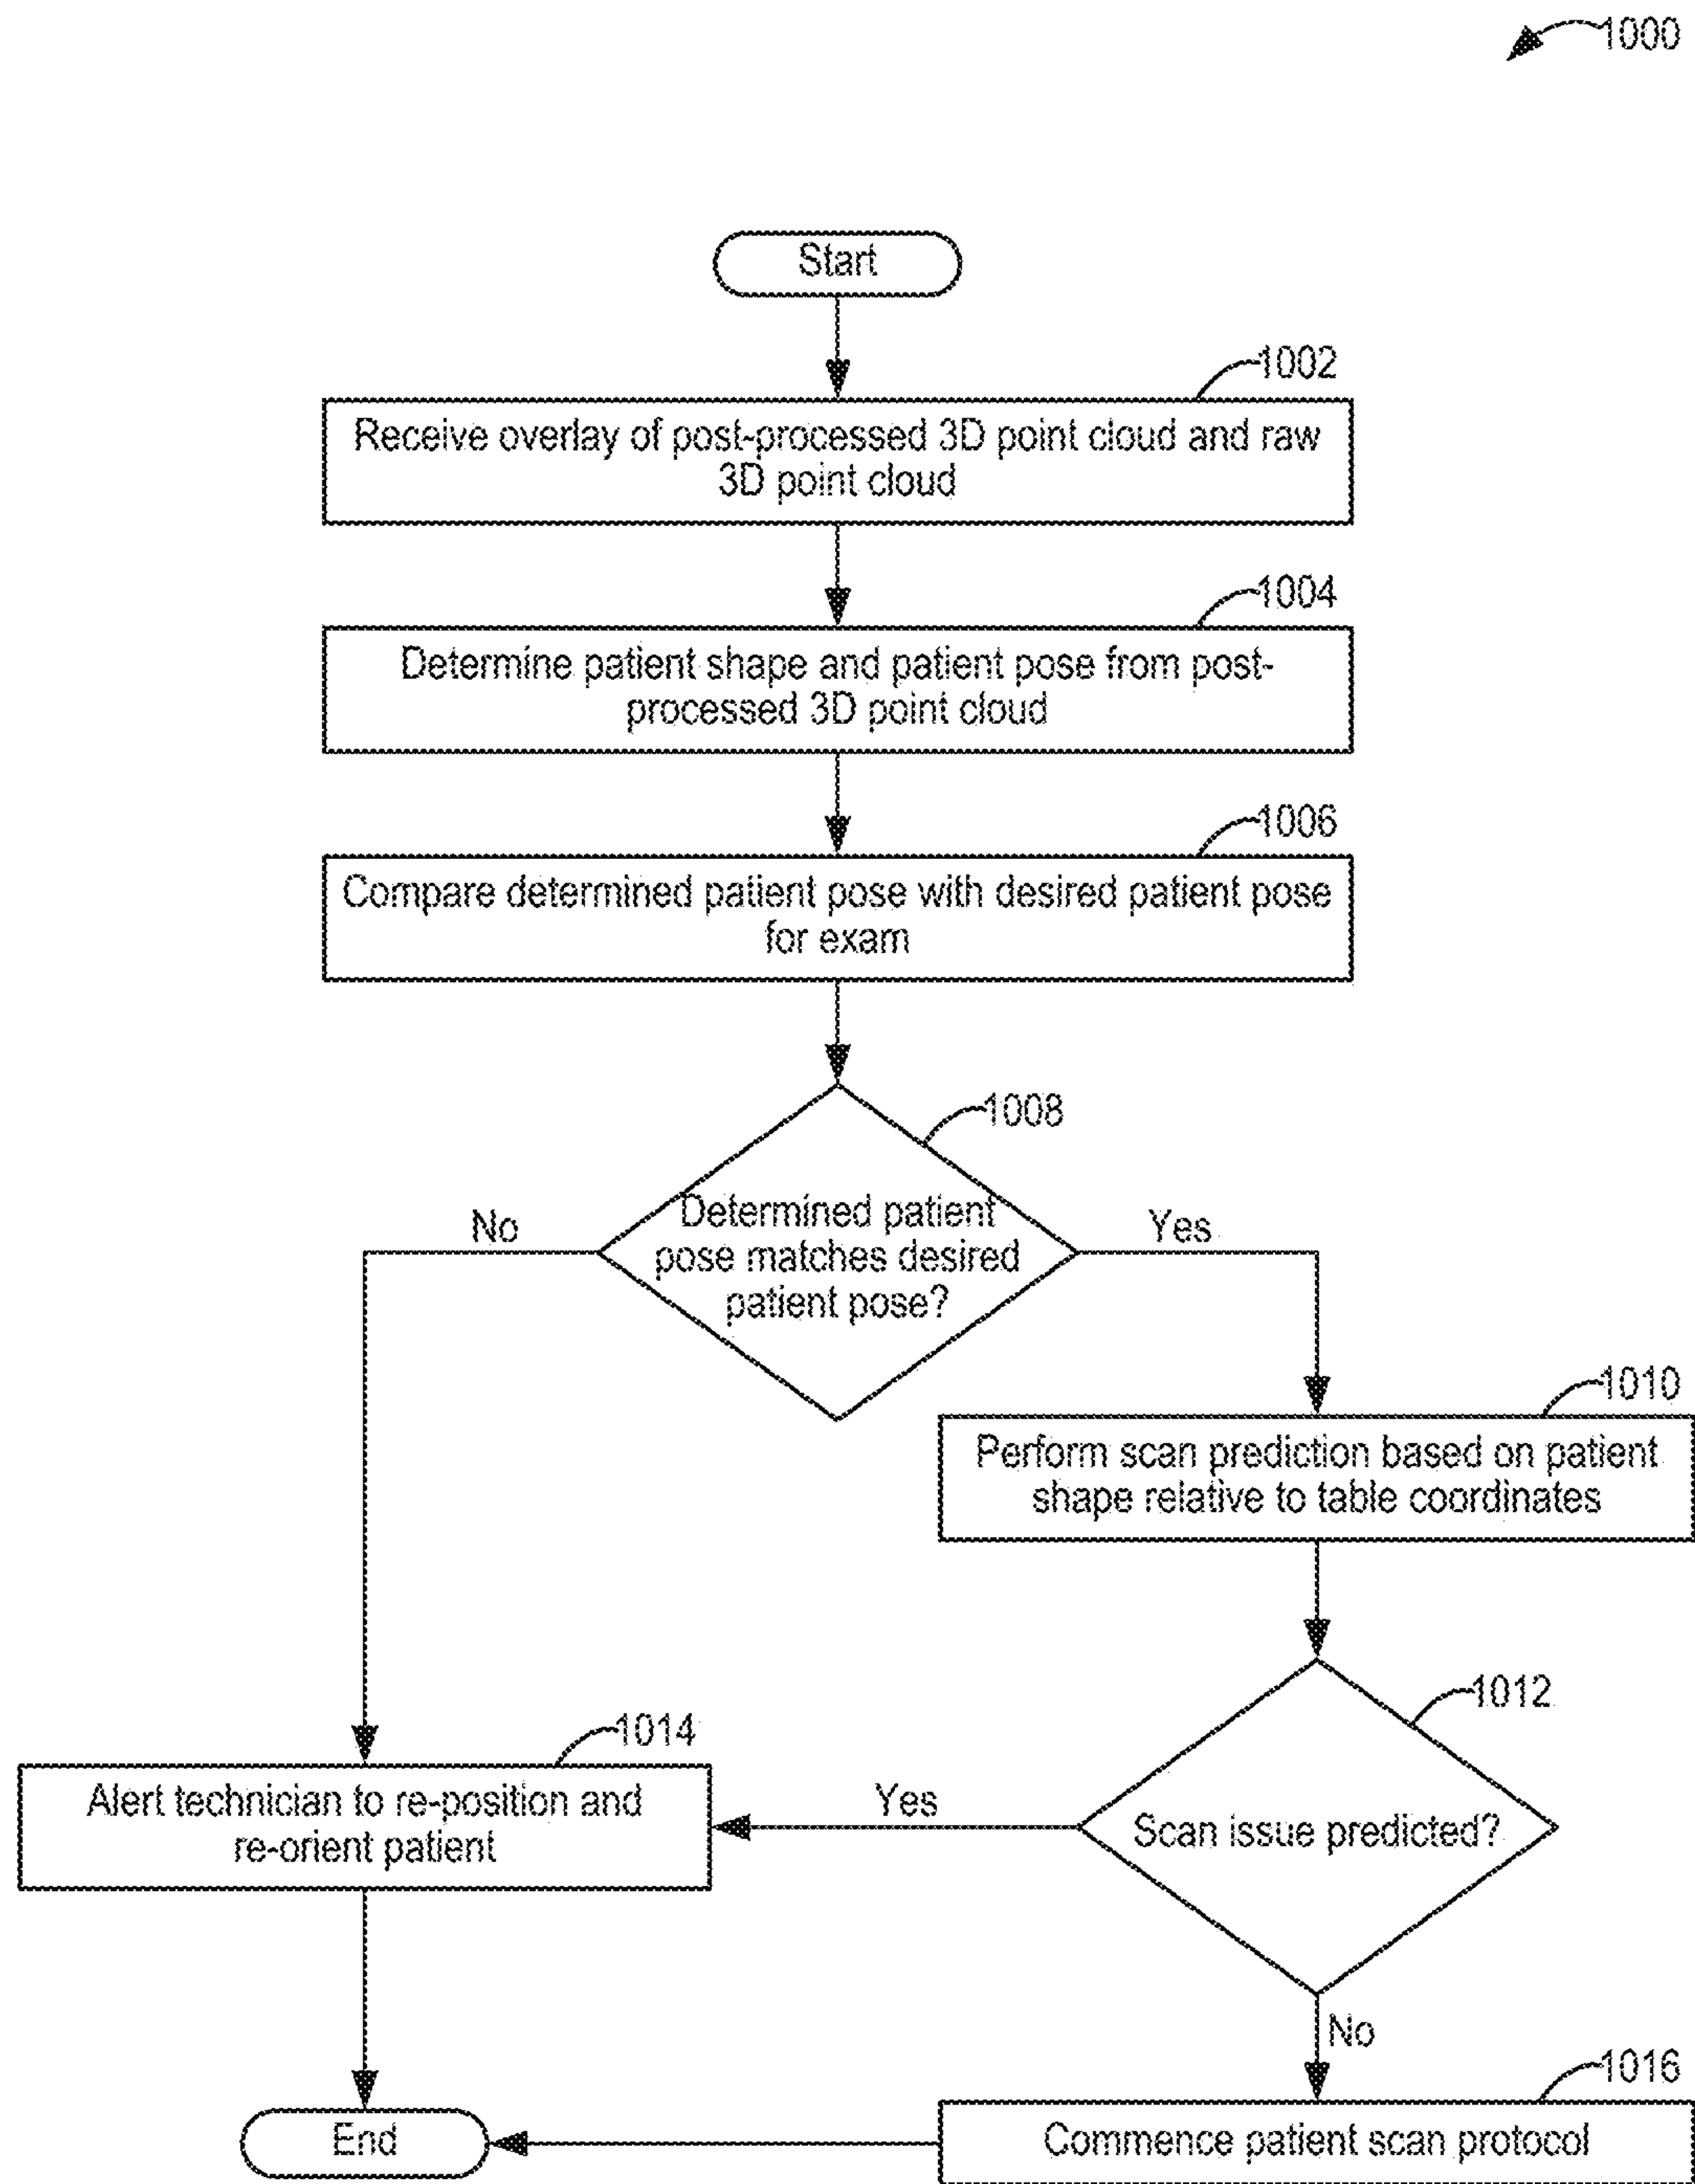 1000
Start
1002
Receive overlay of post-processed 3D point cloud and raw
3D point cloud
1004
Determine patient shape and patient pose from post-
processed 3D point cloud
1006
Compare determined patient pose with desired patient pose
for exam
1008
Determined patient
pose matches desired
patient pose?
No
Yes
1010
Perform scan prediction based on patient
shape relative to table coordinates
1012
Scan issue predicted?
Yes
1014
Alert technician to re-position and
re-orient patient
No
1016
Commence patient scan protocol
End